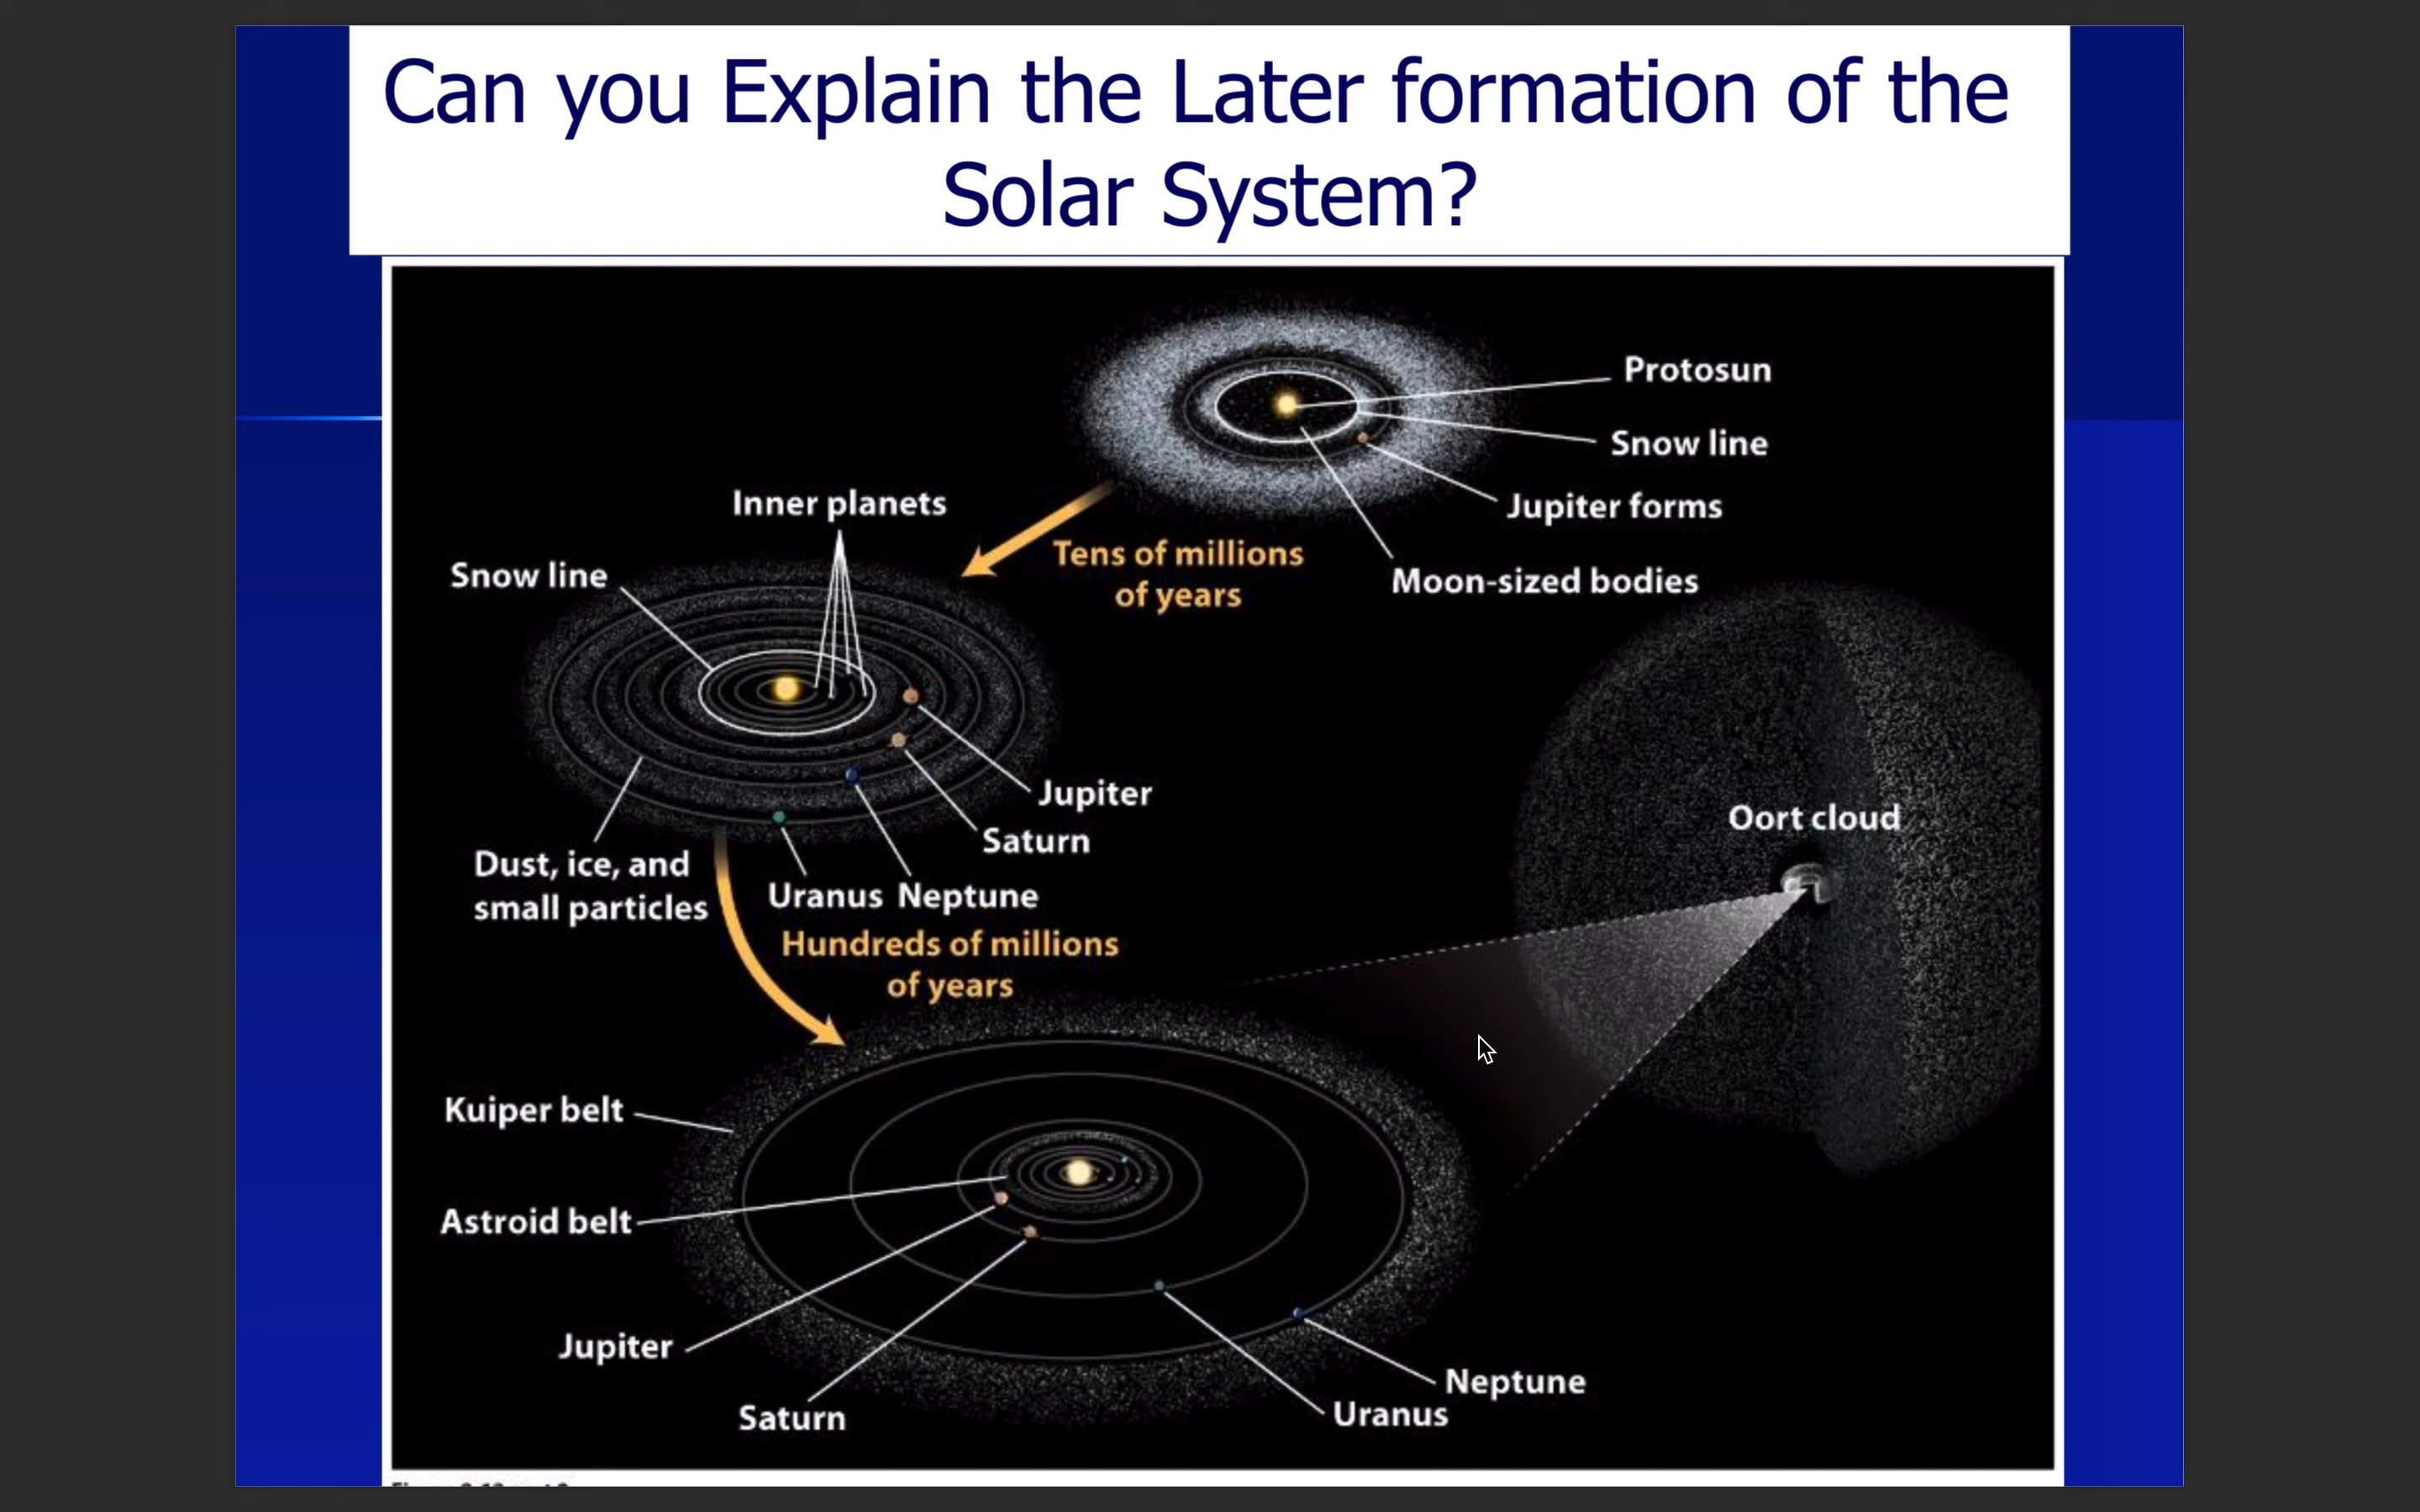 Can you Explain the Later formation of the
Solar System?
Protosun
Snow line
Jupiter forms
Moon-sized bodies
Tens of millions
of years
Inner planets
Snow line
Jupiter
Saturn
Uranus Neptune
Dust, ice, and
small particles
Hundreds of millions
of years
Oort cloud
Kuiper belt
Astroid belt
Jupiter
Saturn
Neptune
Uranus